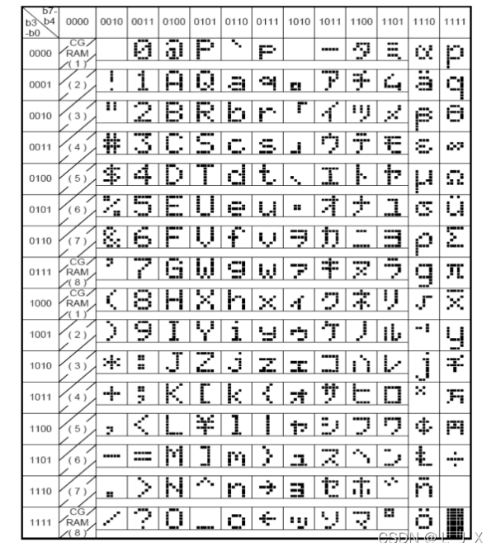 b7- b4 b3 -b0 0000 0010 0011 0100 0101 0110 0111 1010 1011 1100 1101 1110 1111
0000 CG RAM (1) 0 @ P ` p ー タ ミ α p
0001 (2) ! 1 A Q a q 。 ア チ ム ä q
0010 (3) " 2 B R b r 「 イ ツ メ β θ
0011 (4) # 3 C S c s 」 ウ テ モ ε ∞
0100 (5) $ 4 D T d t 、 エ ト ヤ μ Ω
0101 (6) % 5 E U e u ・ オ ナ ユ σ ü
0110 (7) & 6 F V f v ヲ カ ニ ヨ ρ Σ
0111 CG RAM (8) ' 7 G W g w ァ キ ヌ ラ g π
1000 CG RAM (1) ( 8 H X h x ィ ク ネ リ √ x̄
1001 (2) ) 9 I Y i y ゥ ケ ノ ル ⁻¹ y
1010 (3) * : J Z j z ェ コ ハ レ j 千
1011 (4) + ; K [ k { ォ サ ヒ ロ × 万
1100 (5) , < L ¥ l | ャ シ フ ワ ¢ 円
1101 (6) - = M ] m } ュ ス ヘ ン ÷
1110 (7) . > N ^ n → ョ セ ホ ゛ ñ
1111 CG RAM (8) / ? O _ o ← ッ ソ マ ゜ ö █